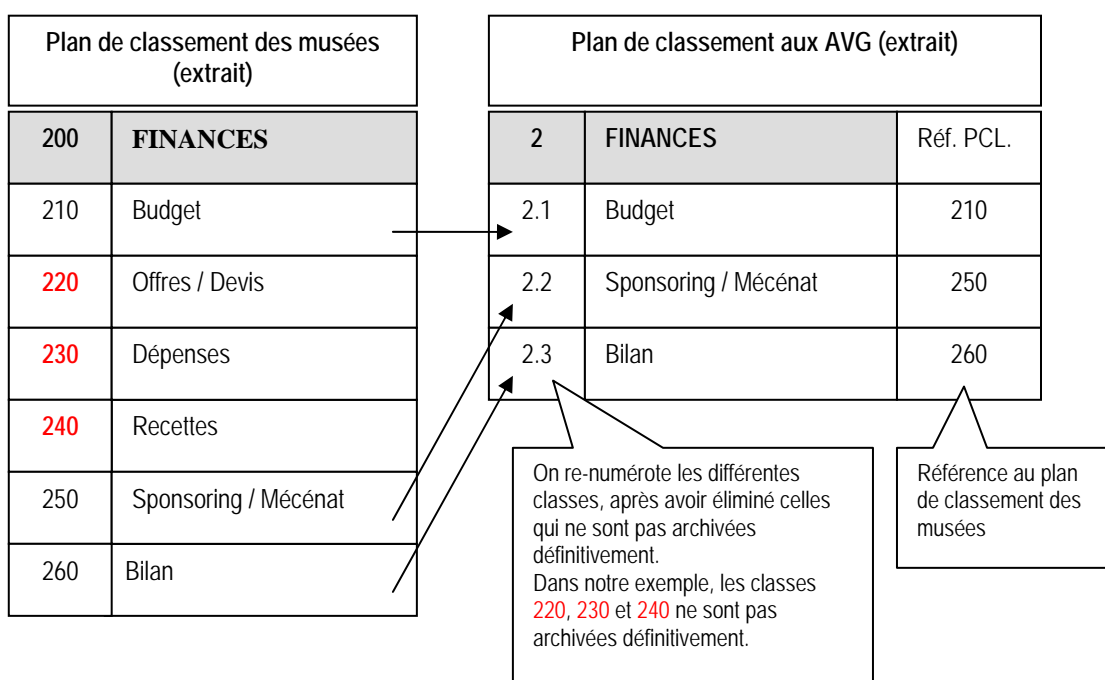 Plan de classement des musées
(extrait)
200 FINANCES
210 Budget
220 Offres / Devis
230 Dépenses
240 Recettes
250 Sponsoring / Mécénat
260 Bilan
Plan de classement aux AVG (extrait)
2 FINANCES Réf. PCL.
2.1 Budget 210
2.2 Sponsoring / Mécénat 250
2.3 Bilan 260
On re-numérote les différentes
classes, après avoir éliminé celles
qui ne sont pas archivées
définitivement.
Dans notre exemple, les classes
220, 230 et 240 ne sont pas
archivées définitivement.
Référence au plan
de classement des
musées